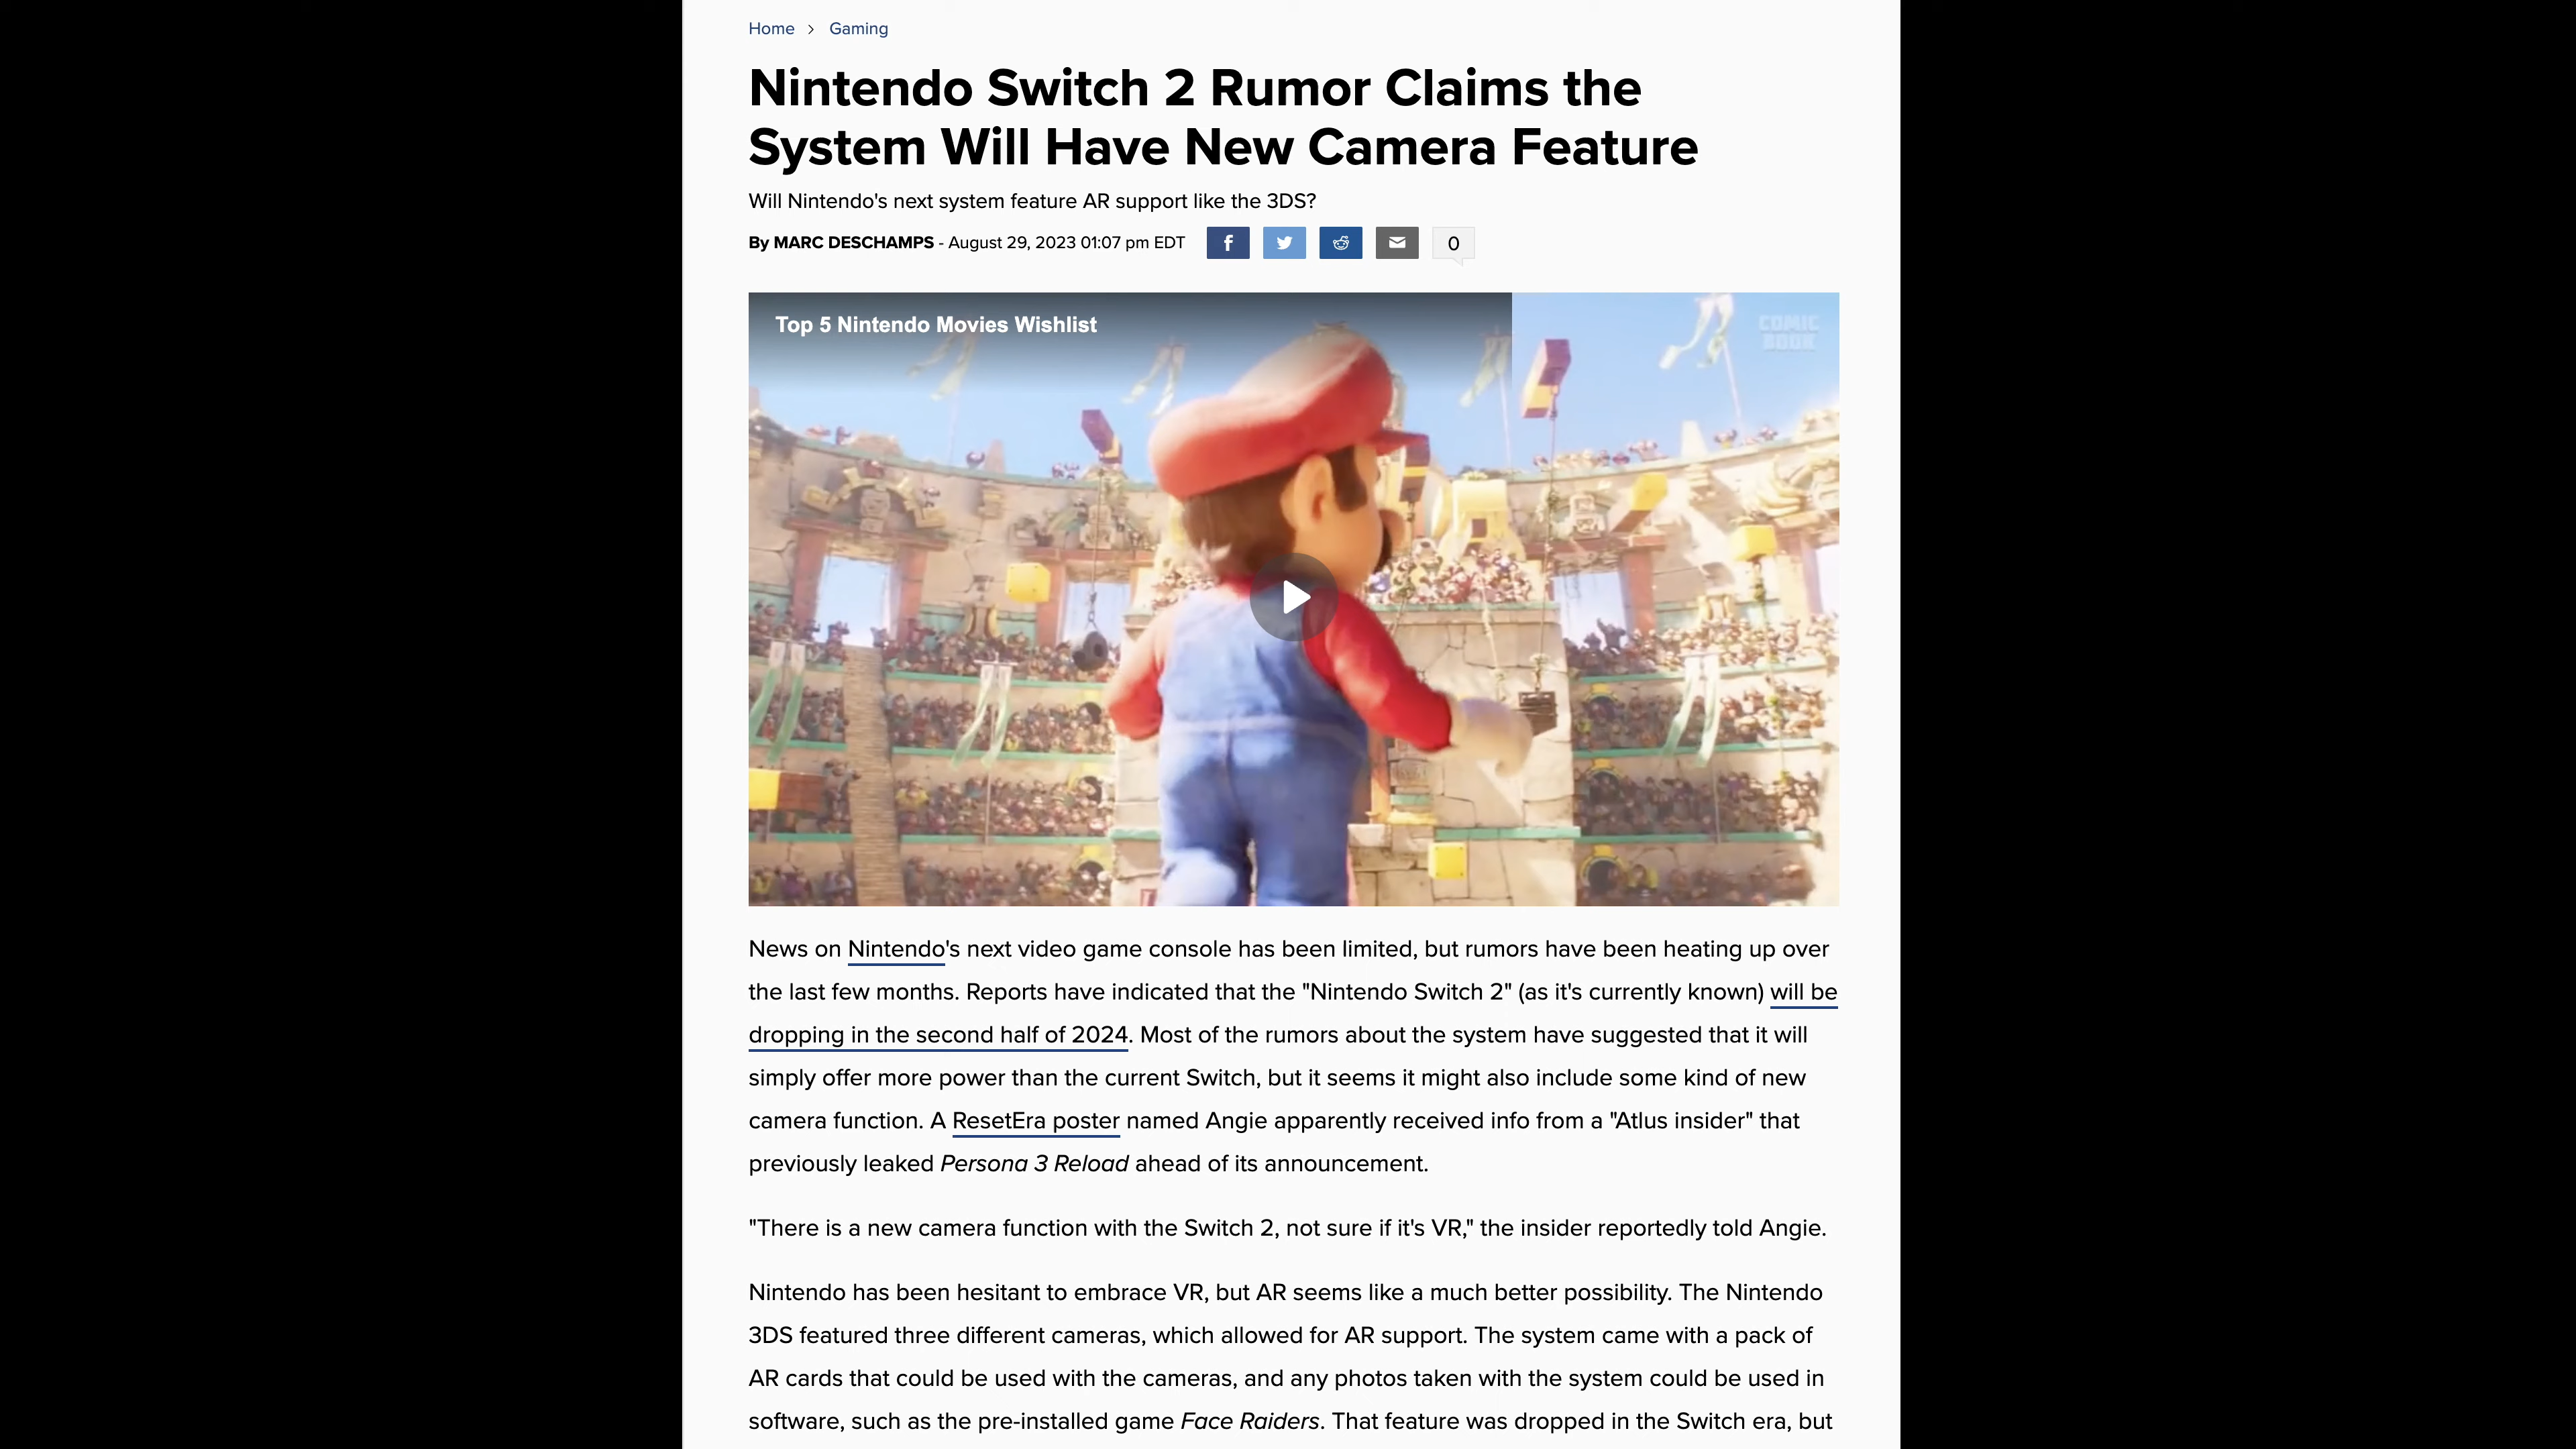 Home > Gaming
Nintendo Switch 2 Rumor Claims the
System Will Have New Camera Feature
Will Nintendo's next system feature AR support like the 3DS?
By MARC DESCHAMPS - August 29, 2023 01:07 pm EDT
f
0
Top 5 Nintendo Movies Wishlist
COMIC
BOOK
News on Nintendo's next video game console has been limited, but rumors have been heating up over
the last few months. Reports have indicated that the "Nintendo Switch 2" (as it's currently known) will be
dropping in the second half of 2024. Most of the rumors about the system have suggested that it will
simply offer more power than the current Switch, but it seems it might also include some kind of new
camera function. A ResetEra poster named Angie apparently received info from a "Atlus insider" that
previously leaked Persona 3 Reload ahead of its announcement.
"There is a new camera function with the Switch 2, not sure if it's VR," the insider reportedly told Angie.
Nintendo has been hesitant to embrace VR, but AR seems like a much better possibility. The Nintendo
3DS featured three different cameras, which allowed for AR support. The system came with a pack of
AR cards that could be used with the cameras, and any photos taken with the system could be used in
software, such as the pre-installed game Face Raiders. That feature was dropped in the Switch era, but